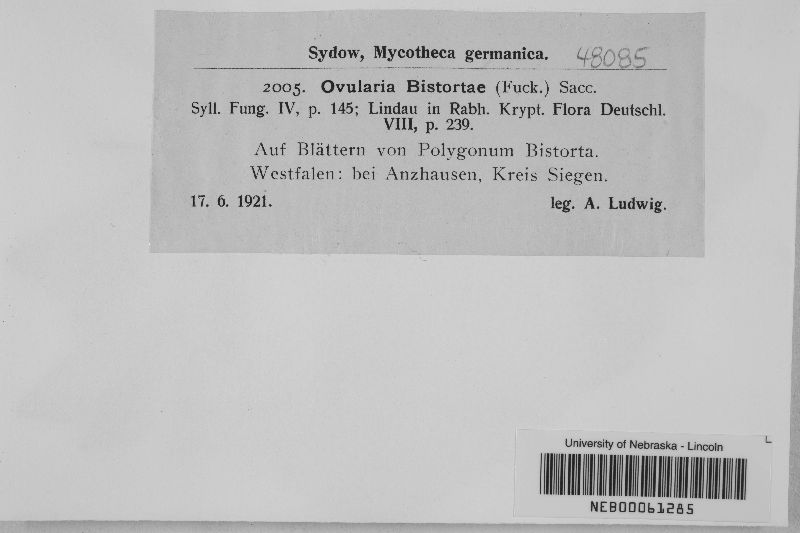 Sydow, Mycotheca germanica. 48085
2005. Ovularia Bistortae (Fuck.) Sacc.
Syll. Fung. IV, p. 145; Lindau in Rabh. Krypt. Flora Deutschl.
VIII, p. 239.
Auf Blättern von Polygonum Bistorta.
Westfalen: bei Anzhausen, Kreis Siegen.
17. 6. 1921. leg. A. Ludwig.
University of Nebraska - Lincoln
NEB00061285